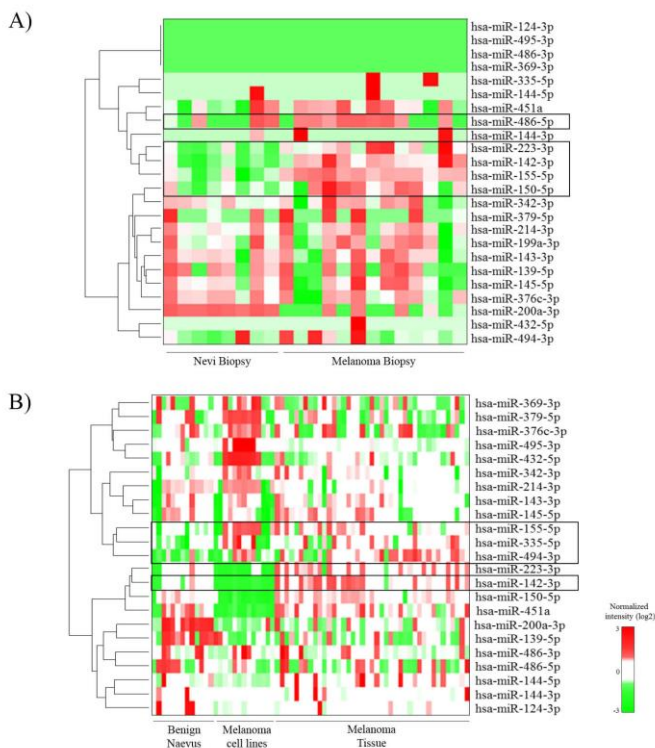 A)
hsa-miR-124-3p
hsa-miR-495-3p
hsa-miR-486-3p
hsa-miR-369-3p
hsa-miR-335-5p
hsa-miR-144-5p
hsa-miR-451a
hsa-miR-486-5p
hsa-miR-144-3p
hsa-miR-223-3p
hsa-miR-142-3p
hsa-miR-155-5p
hsa-miR-150-5p
hsa-miR-342-3p
hsa-miR-379-5p
hsa-miR-214-3p
hsa-miR-199a-3p
hsa-miR-143-3p
hsa-miR-139-5p
hsa-miR-145-5p
hsa-miR-376c-3p
hsa-miR-200a-3p
hsa-miR-432-5p
hsa-miR-494-3p
Nevi Biopsy Melanoma Biopsy
B)
hsa-miR-369-3p
hsa-miR-379-5p
hsa-miR-376c-3p
hsa-miR-495-3p
hsa-miR-432-5p
hsa-miR-342-3p
hsa-miR-214-3p
hsa-miR-143-3p
hsa-miR-145-5p
hsa-miR-155-5p
hsa-miR-335-5p
hsa-miR-494-3p
hsa-miR-223-3p
hsa-miR-142-3p
hsa-miR-150-5p
hsa-miR-451a
hsa-miR-200a-3p
hsa-miR-139-5p
hsa-miR-486-3p
hsa-miR-486-5p
hsa-miR-144-5p
hsa-miR-144-3p
hsa-miR-124-3p
Benign Melanoma Melanoma
Naevus cell lines Tissue
Normalized
intensity (log2)
3
0
-3